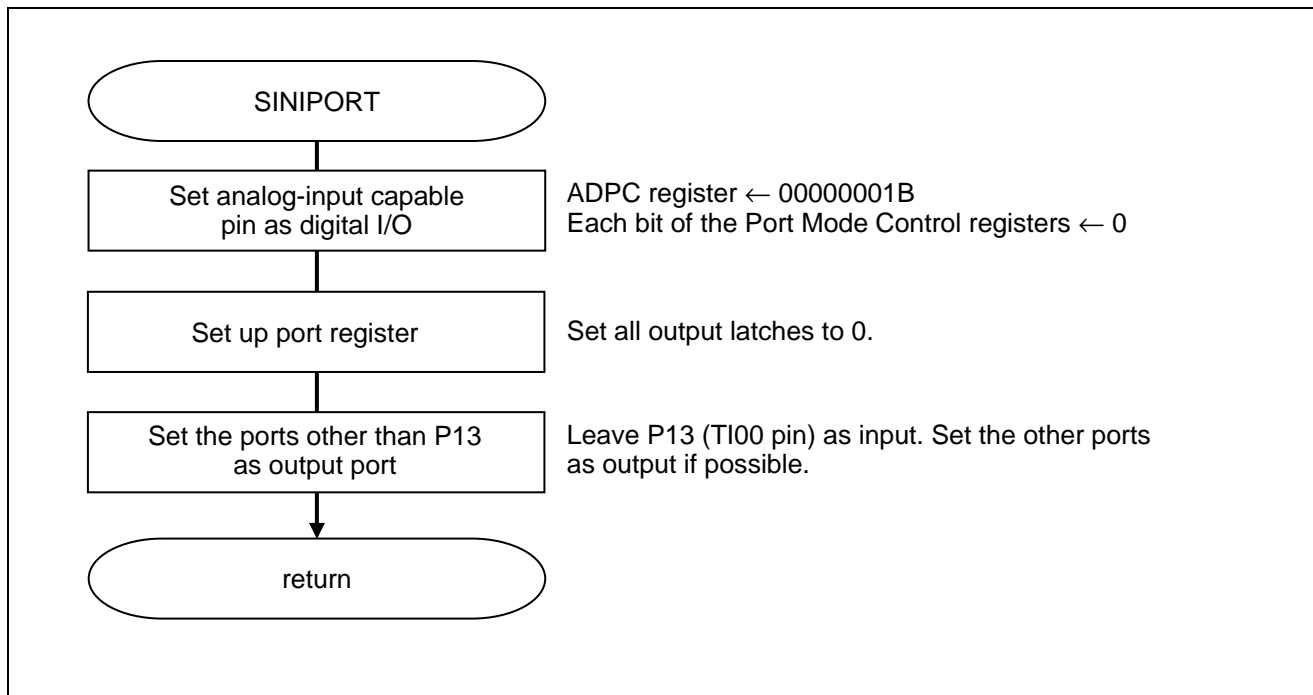 SINIPORT
Set analog-input capable
pin as digital I/O
ADPC register ← 00000001B
Each bit of the Port Mode Control registers ← 0
Set up port register
Set all output latches to 0.
Set the ports other than P13
as output port
Leave P13 (TI00 pin) as input. Set the other ports
as output if possible.
return